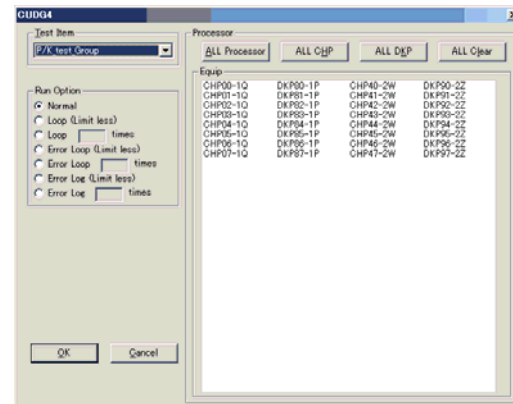 CUDG4
Test Item
P/K test Group
Run Option
Normal
Loop (Limit less)
Loop times
Error Loop (Limit less)
Error Loop times
Error Log (Limit less)
Error Log times
OK Cancel
Processor
ALL Processor ALL CHP ALL DKP ALL Clear
Equip
CHP00-1Q DKP80-1P CHP40-2W DKP90-2Z
CHP01-1Q DKP81-1P CHP41-2W DKP91-2Z
CHP02-1Q DKP82-1P CHP42-2W DKP92-2Z
CHP03-1Q DKP83-1P CHP43-2W DKP93-2Z
CHP04-1Q DKP84-1P CHP44-2W DKP94-2Z
CHP05-1Q DKP85-1P CHP45-2W DKP95-2Z
CHP06-1Q DKP86-1P CHP46-2W DKP96-2Z
CHP07-1Q DKP87-1P CHP47-2W DKP97-2Z